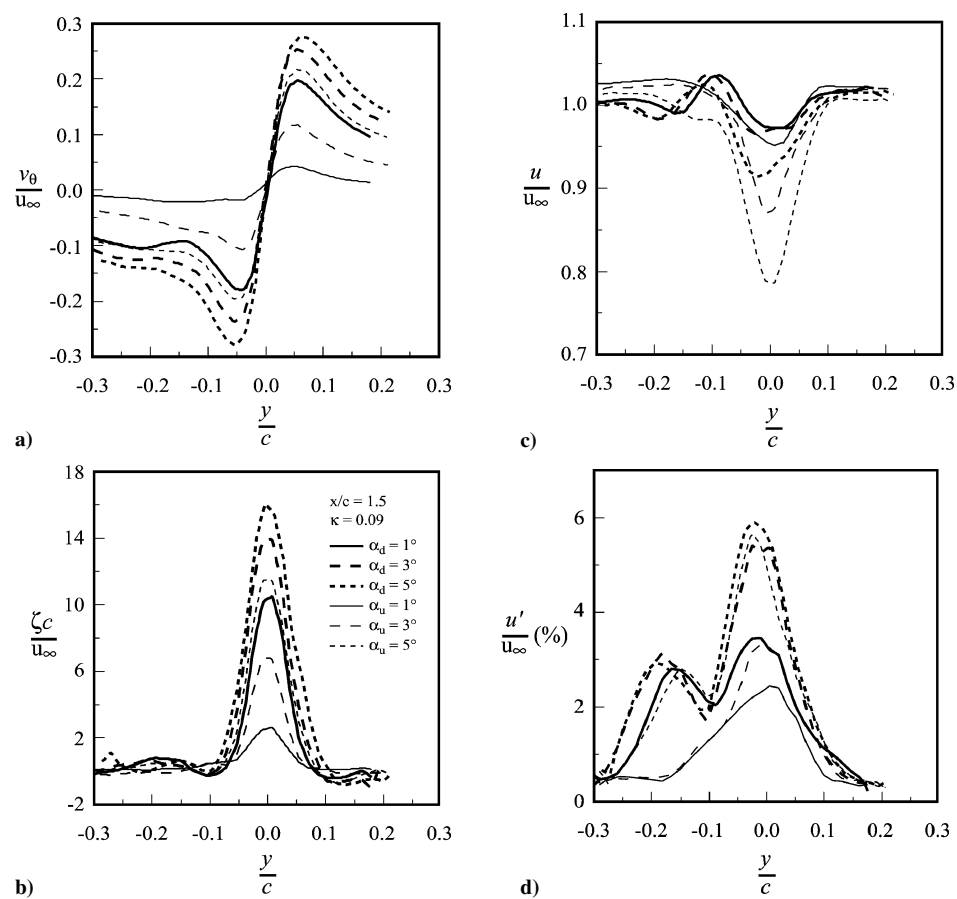 0.3
0.2
0.1
0.0
-0.1
-0.2
-0.3
vθ
u∞
-0.3 -0.2 -0.1 0.0 0.1 0.2 0.3
y
c
a)
1.1
1.0
0.9
0.8
0.7
u
u∞
-0.3 -0.2 -0.1 0.0 0.1 0.2 0.3
y
c
c)
18
14
10
6
2
-2
ζc
u∞
x/c = 1.5
κ = 0.09
αd = 1°
αd = 3°
αd = 5°
αu = 1°
αu = 3°
αu = 5°
-0.3 -0.2 -0.1 0.0 0.1 0.2 0.3
y
c
b)
6
4
2
0
u'
u∞ (%)
-0.3 -0.2 -0.1 0.0 0.1 0.2 0.3
y
c
d)